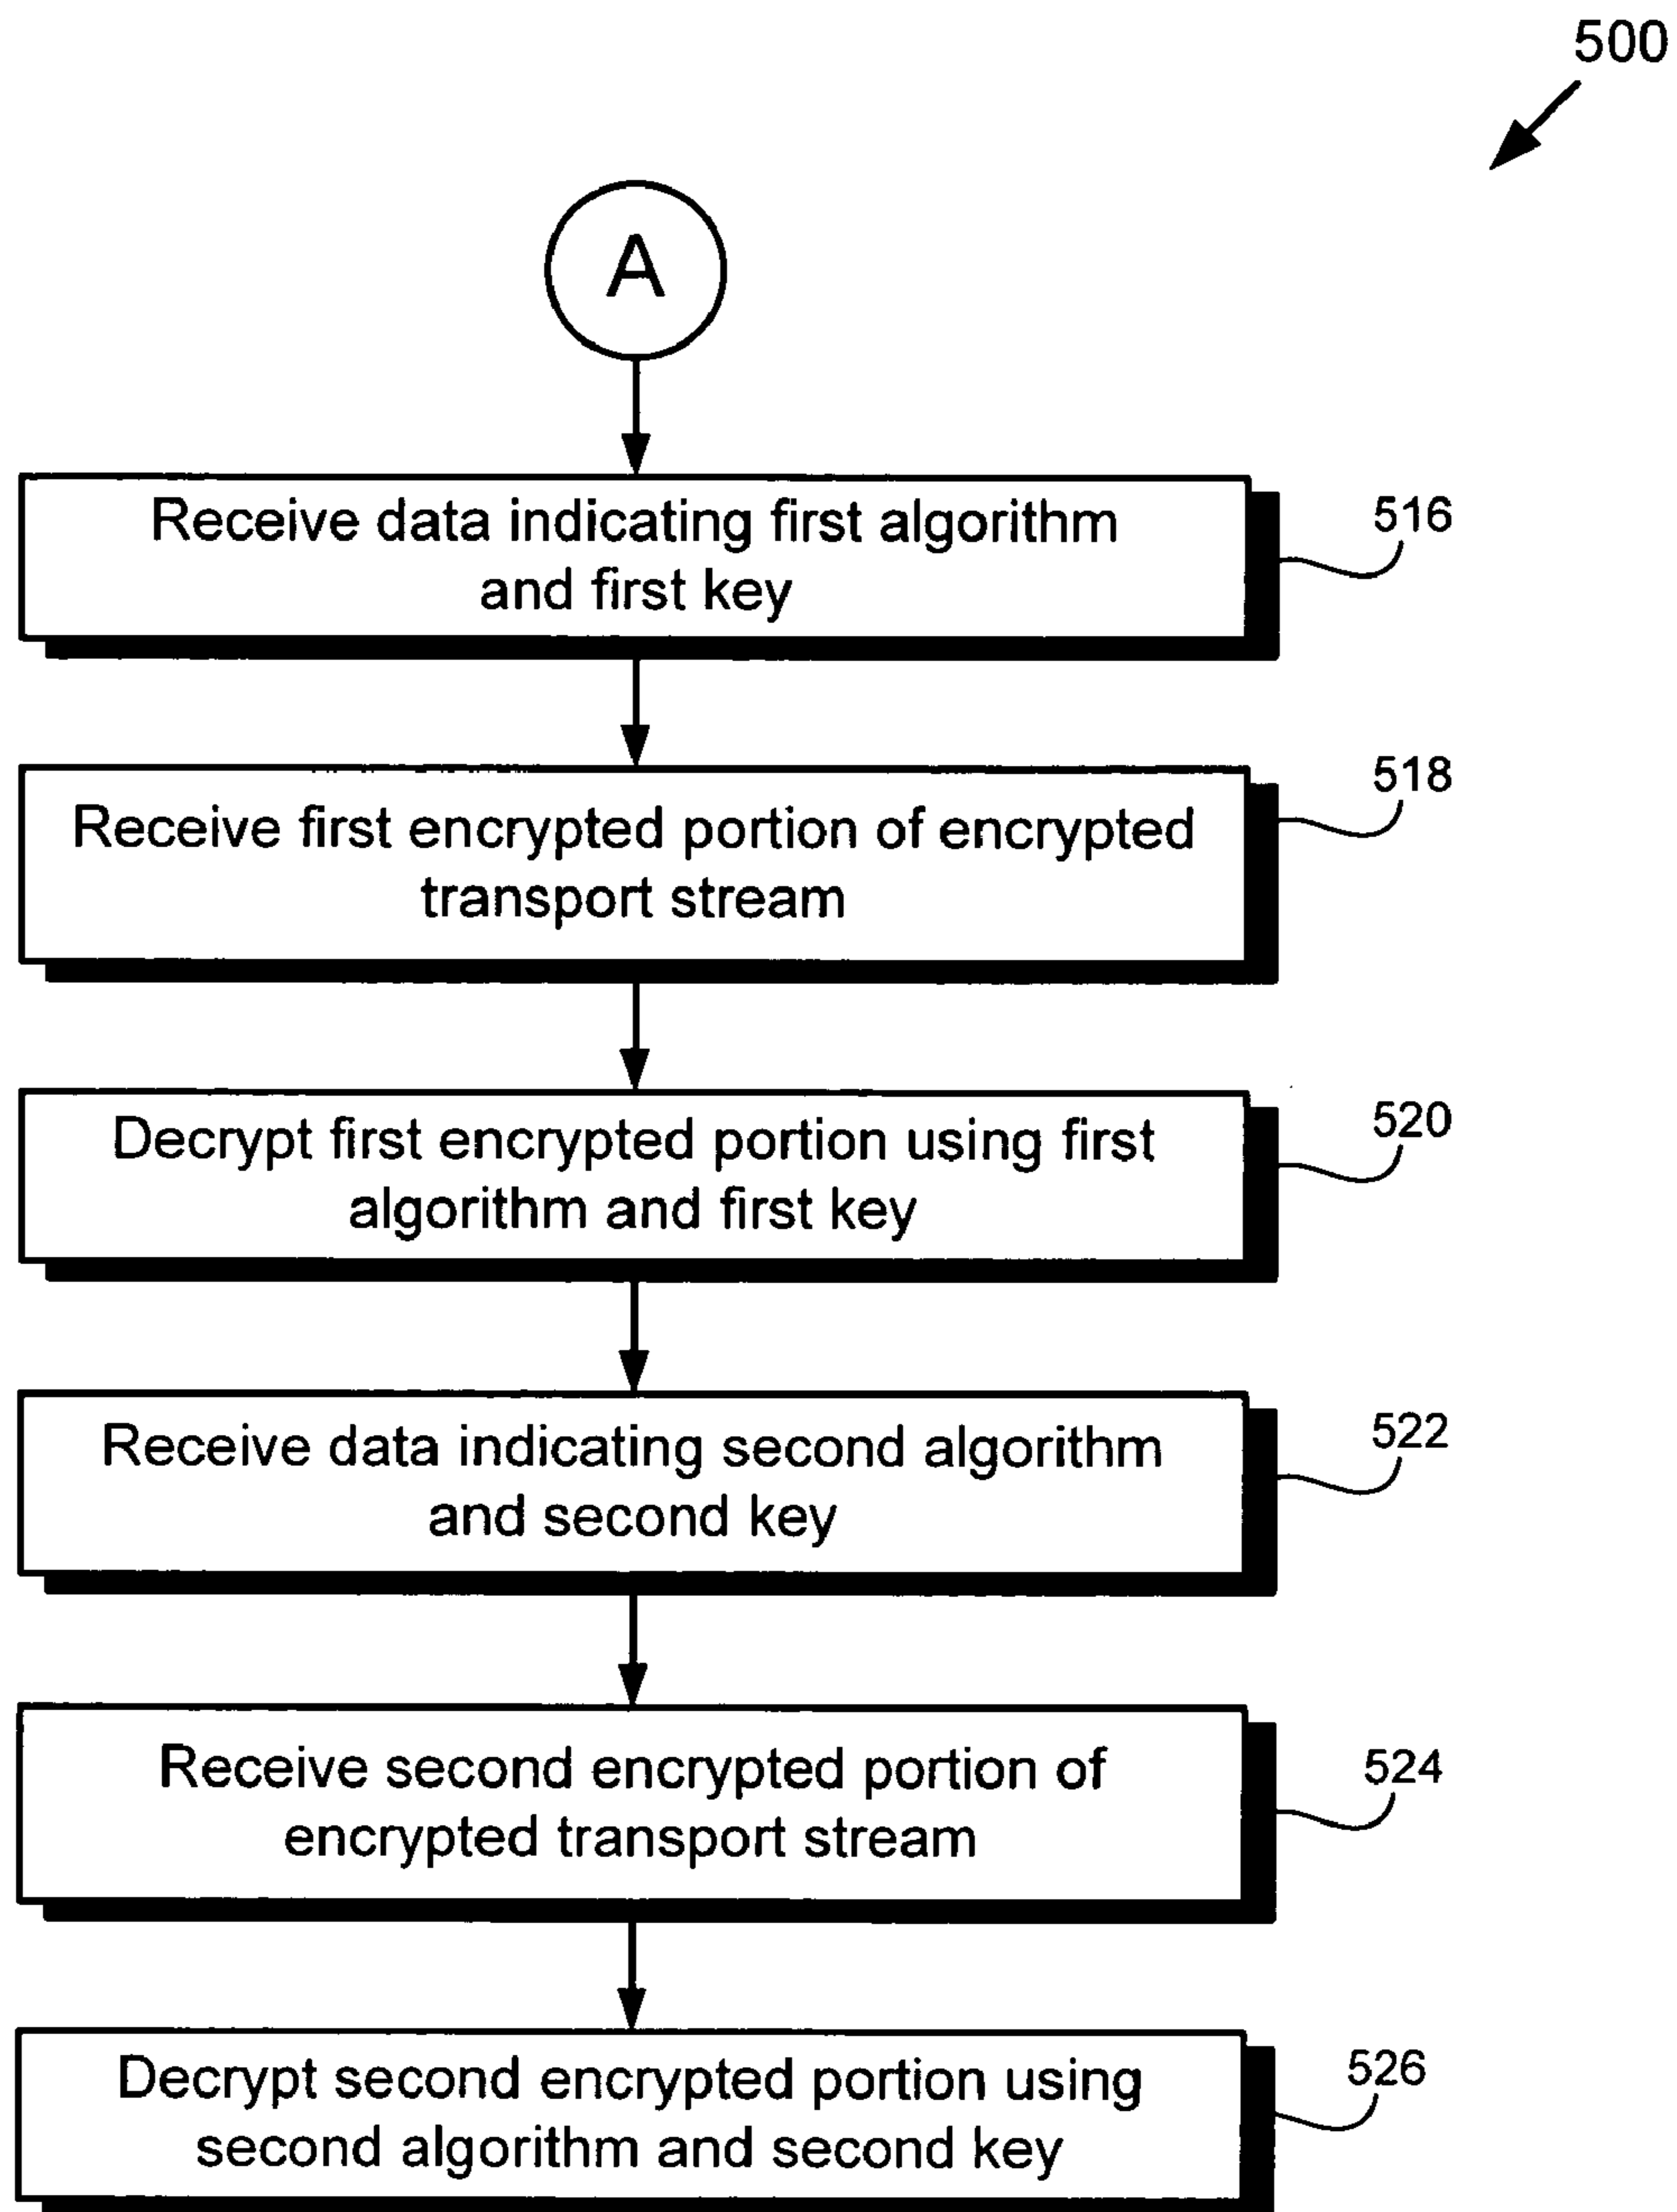 500
A
Receive data indicating first algorithm
and first key
516
Receive first encrypted portion of encrypted
transport stream
518
Decrypt first encrypted portion using first
algorithm and first key
520
Receive data indicating second algorithm
and second key
522
Receive second encrypted portion of
encrypted transport stream
524
Decrypt second encrypted portion using
second algorithm and second key
526